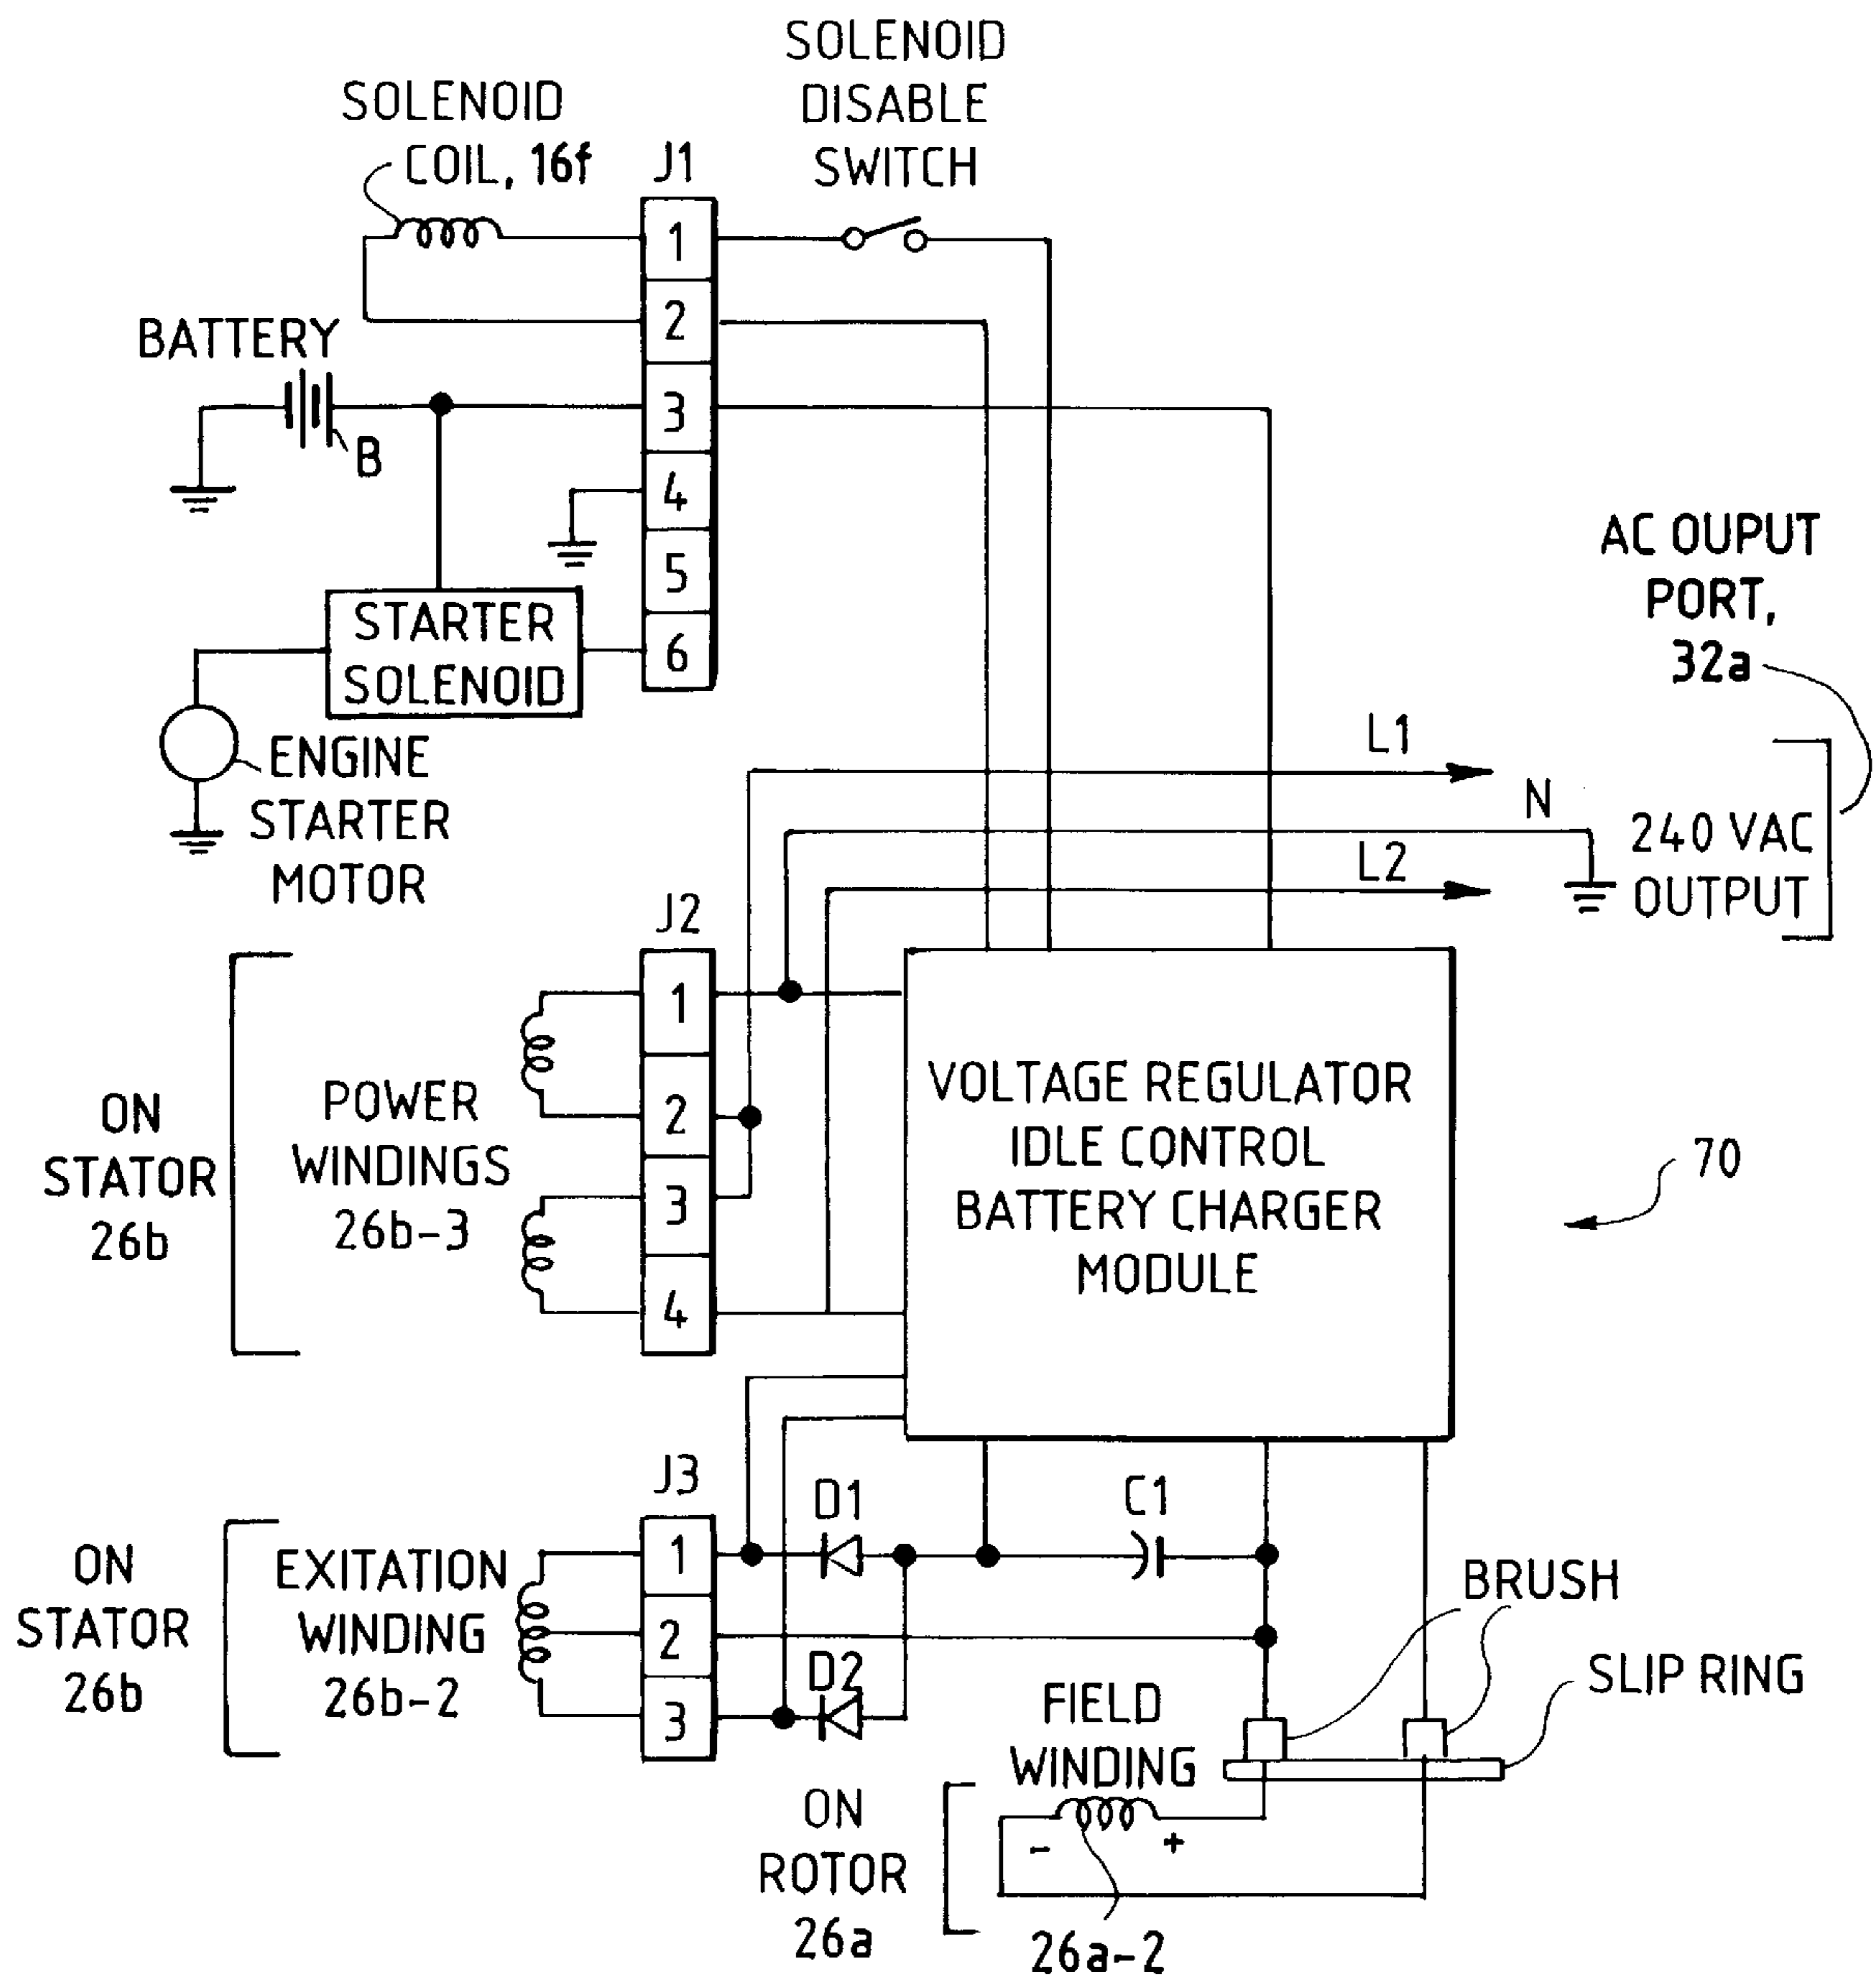 SOLENOID
DISABLE
SWITCH
SOLENOID
COIL, 16f
J1
1
2
3
4
5
6
BATTERY
B
STARTER
SOLENOID
ENGINE
STARTER
MOTOR
AC OUPUT
PORT,
32a
L1
N
L2
240 VAC
OUTPUT
J2
1
2
3
4
ON
STATOR
26b
POWER
WINDINGS
26b-3
VOLTAGE REGULATOR
IDLE CONTROL
BATTERY CHARGER
MODULE
70
J3
1
2
3
D1
C1
D2
ON
STATOR
26b
EXITATION
WINDING
26b-2
BRUSH
SLIP RING
FIELD
WINDING
- +
ON
ROTOR
26a
26a-2